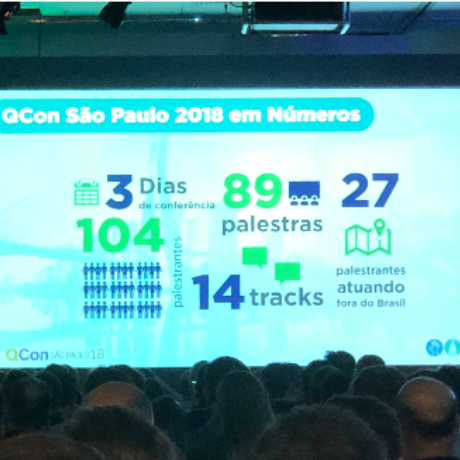 QCon São Paulo 2018 em Números
3 Dias
de conferência
104
palestrantes
89
palestras
14 tracks
27
palestrantes
atuando
fora do Brasil
QCon SÃO PAULO 18